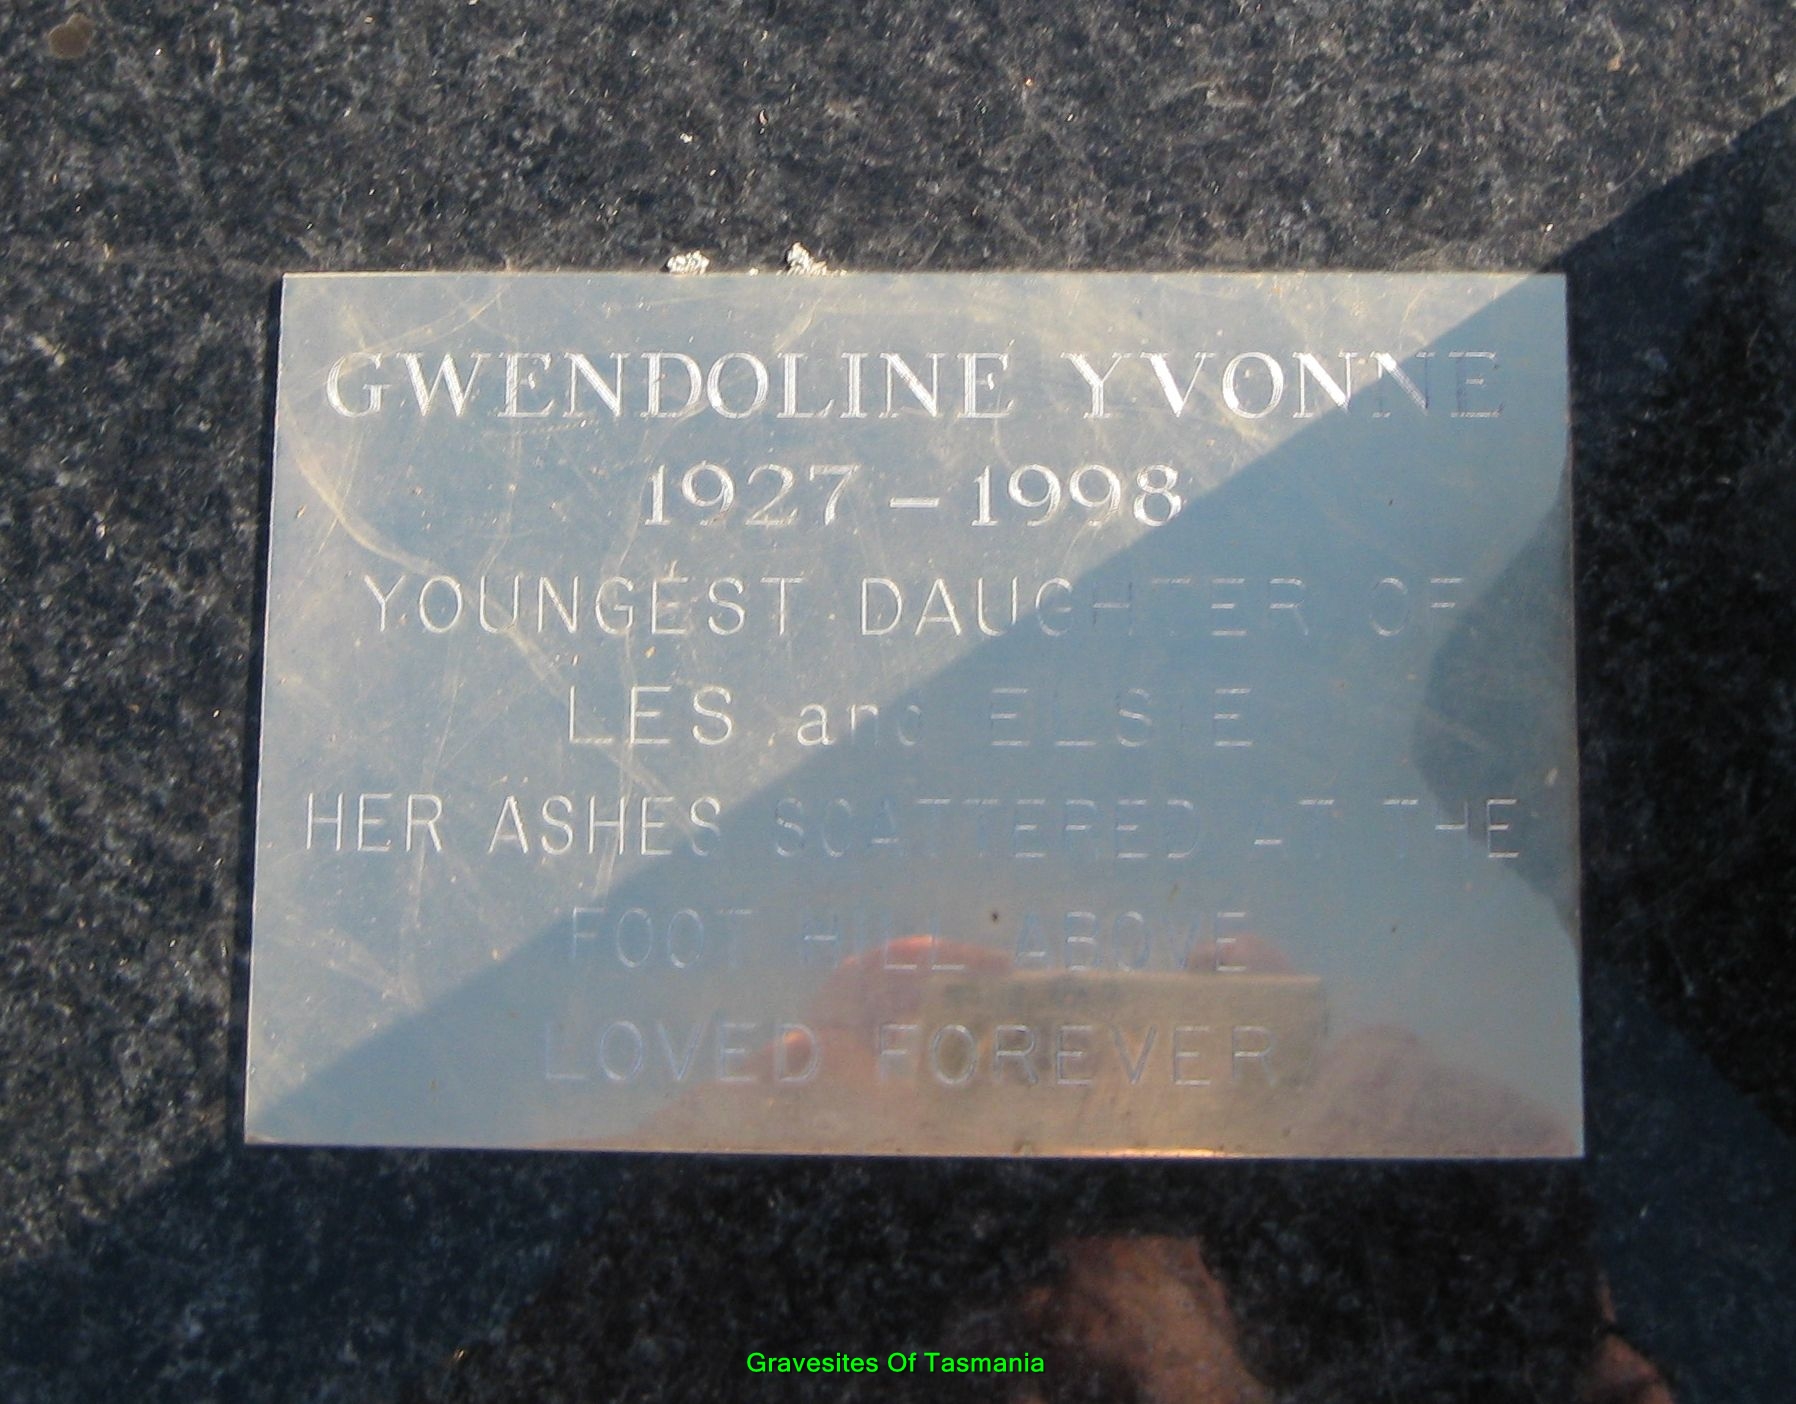 GWENDOLINE YVONNE
1927 – 1998
YOUNGEST DAUGHTER OF
LES and ELSIE
HER ASHES SCATTERED AT THE
FOOT HILL ABOVE
LOVED FOREVER
Gravesites Of Tasmania